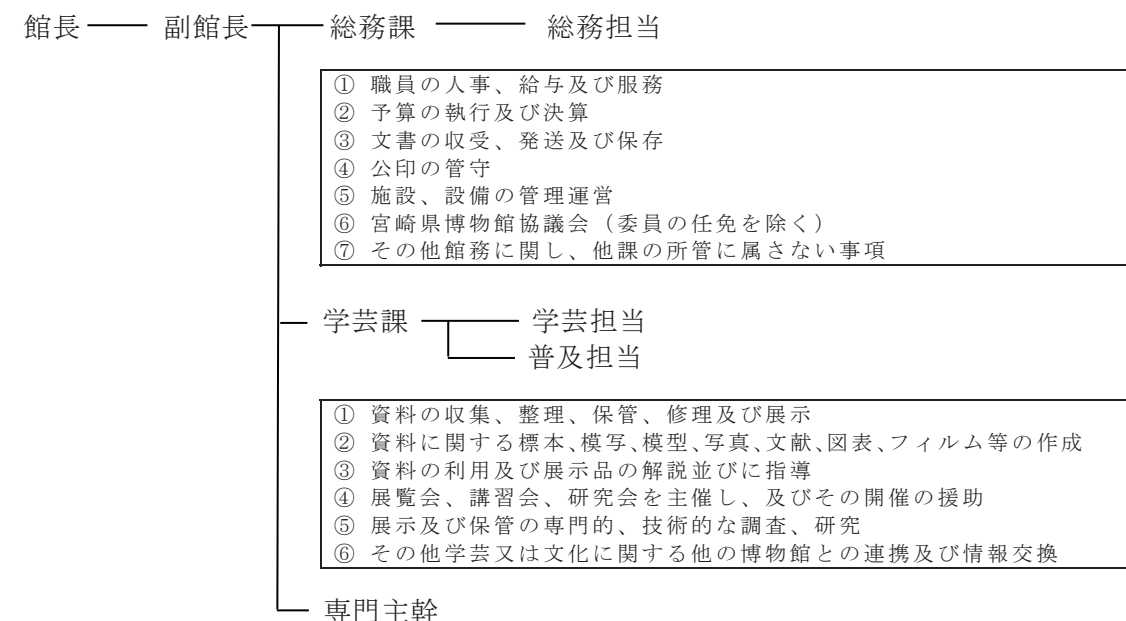 館長 副館長 総務課 総務担当
① 職員の人事、給与及び服務
② 予算の執行及び決算
③ 文書の収受、発送及び保存
④ 公印の管守
⑤ 施設、設備の管理運営
⑥ 宮崎県博物館協議会（委員の任免を除く）
⑦ その他館務に関し、他課の所管に属さない事項
学芸課 学芸担当
普及担当
① 資料の収集、整理、保管、修理及び展示
② 資料に関する標本、模写、模型、写真、文献、図表、フィルム等の作成
③ 資料の利用及び展示品の解説並びに指導
④ 展覧会、講習会、研究会を主催し、及びその開催の援助
⑤ 展示及び保管の専門的、技術的な調査、研究
⑥ その他学芸又は文化に関する他の博物館との連携及び情報交換
専門主幹